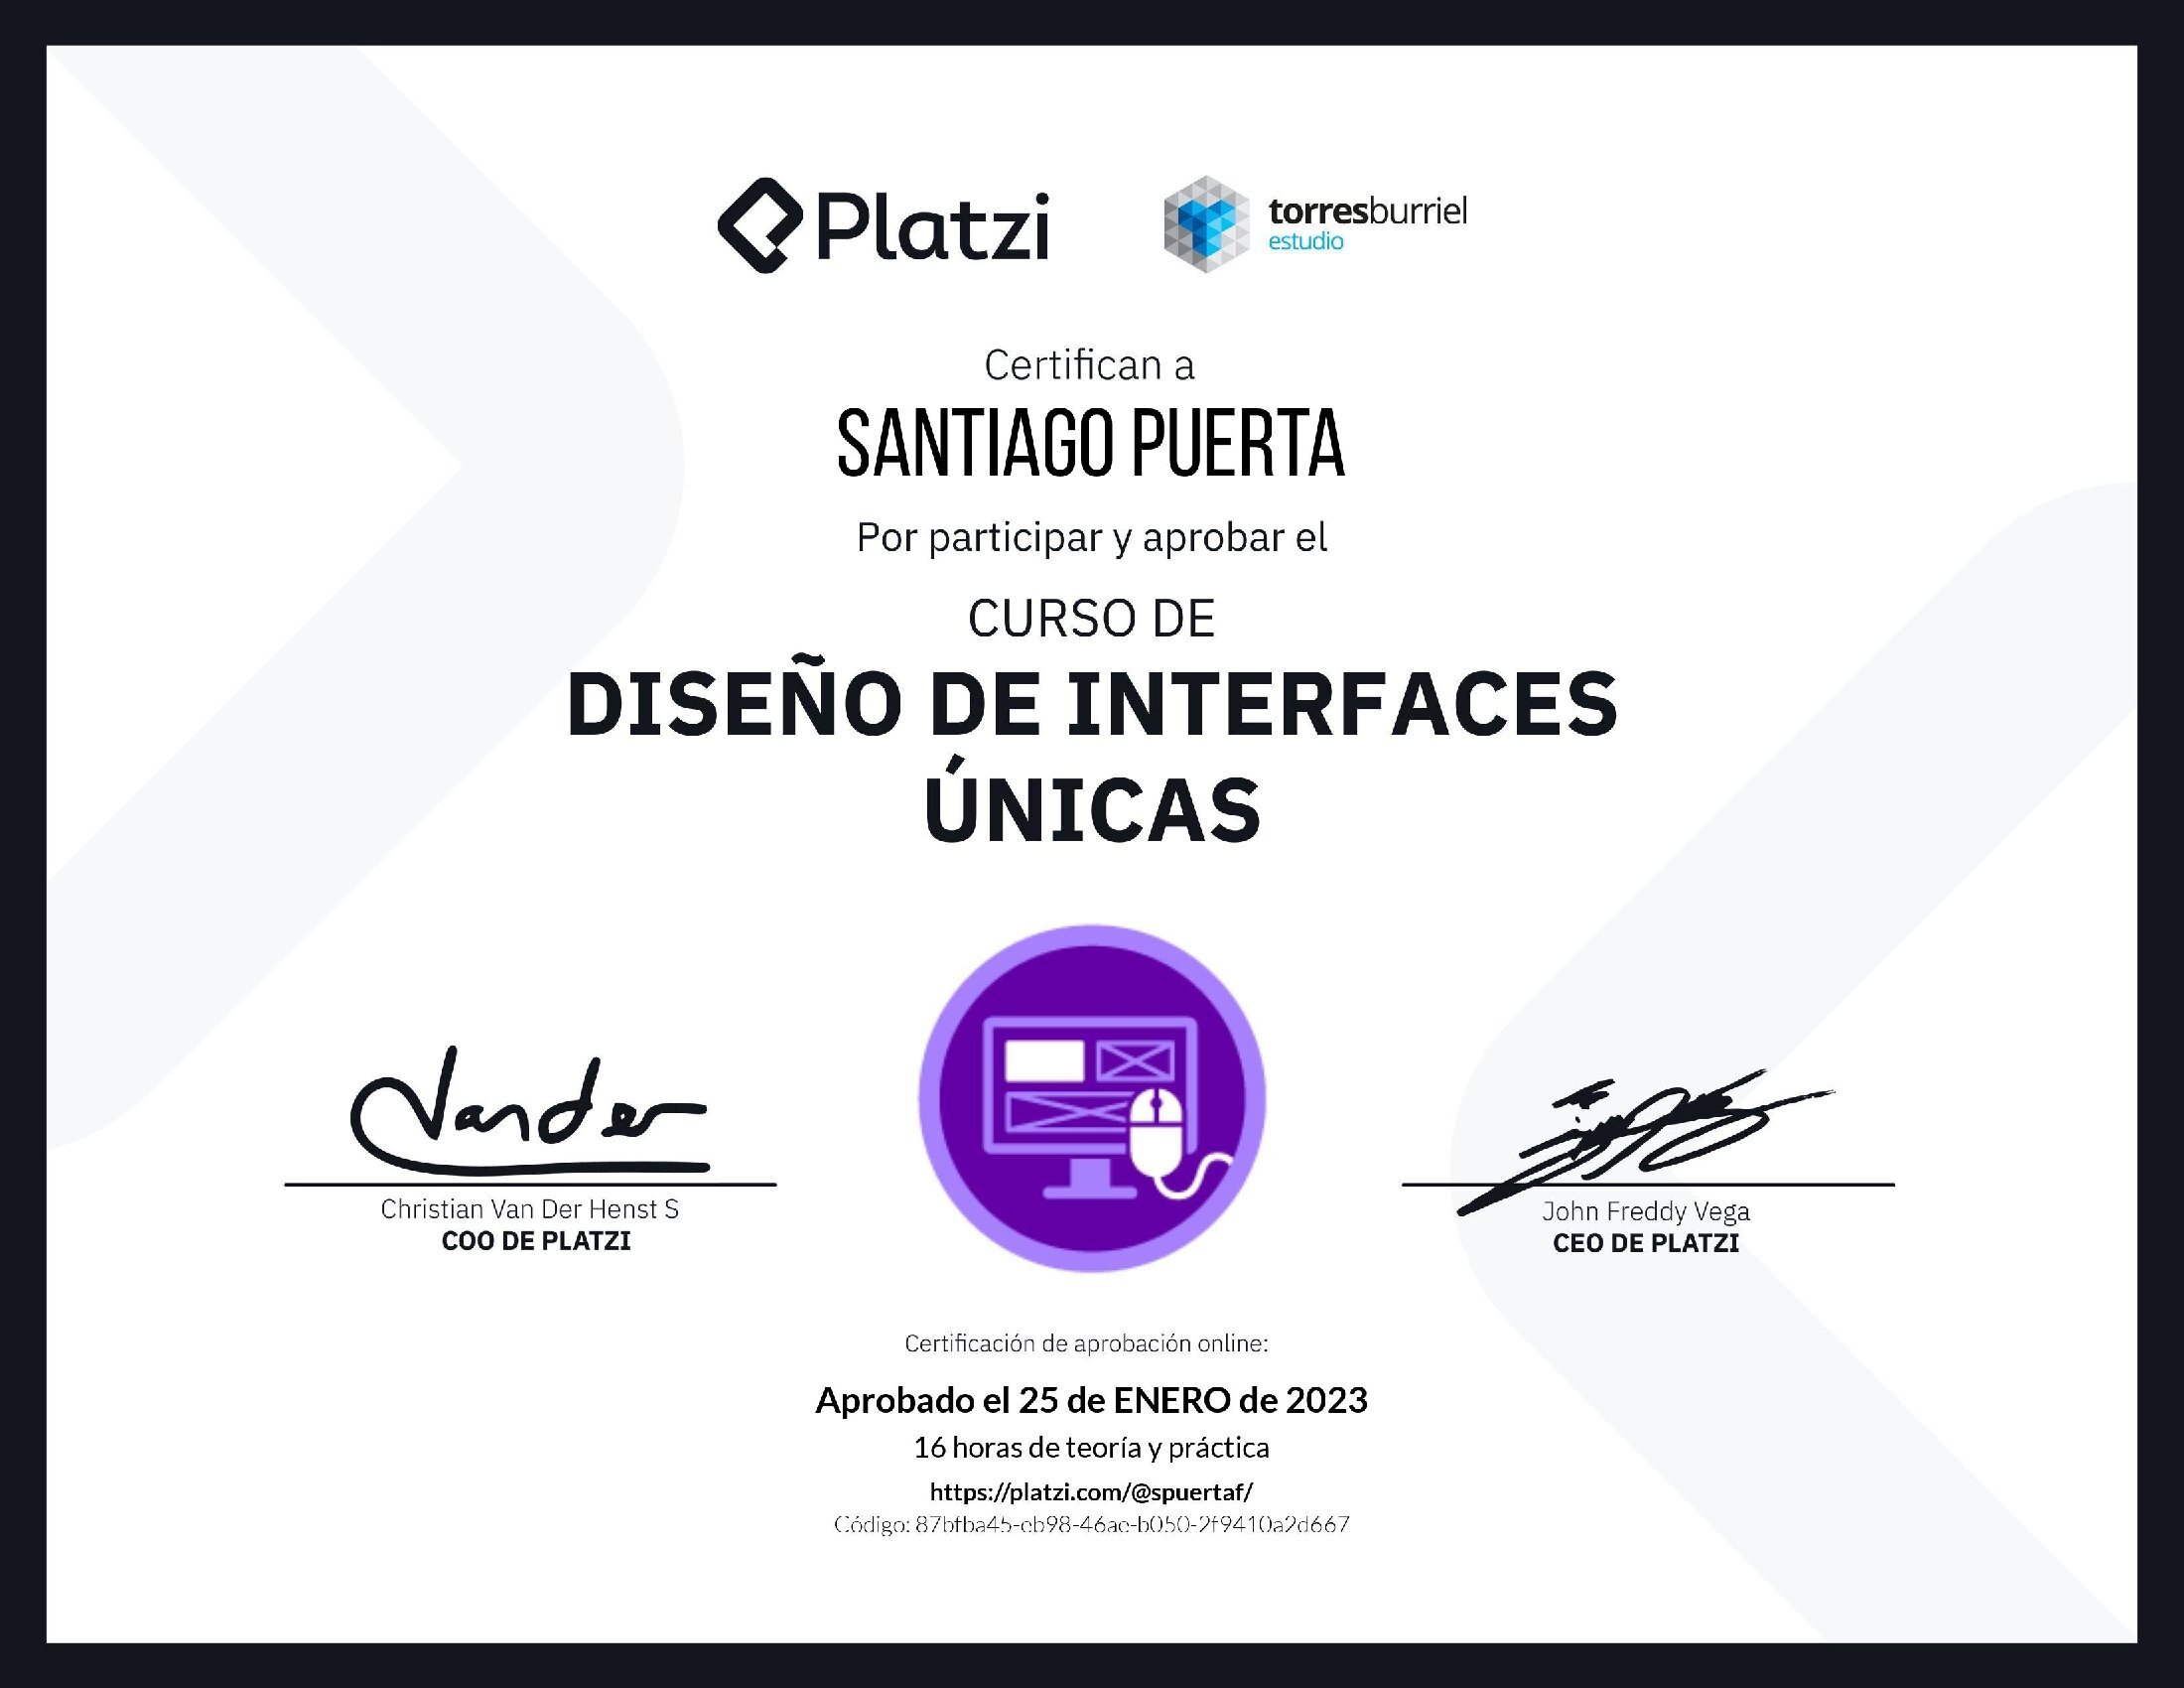 Platzi
torresburriel
estudio
Certifican a
SANTIAGO PUERTA
Por participar y aprobar el
CURSO DE
DISEÑO DE INTERFACES
ÚNICAS
Vander
Christian Van Der Henst S
COO DE PLATZI
John Freddy Vega
CEO DE PLATZI
Certificación de aprobación online:
Aprobado el 25 de ENERO de 2023
16 horas de teoría y práctica
https://platzi.com/@spuertaf/
Código: 87bfba45-eb98-46ae-b050-2f9410a2d667